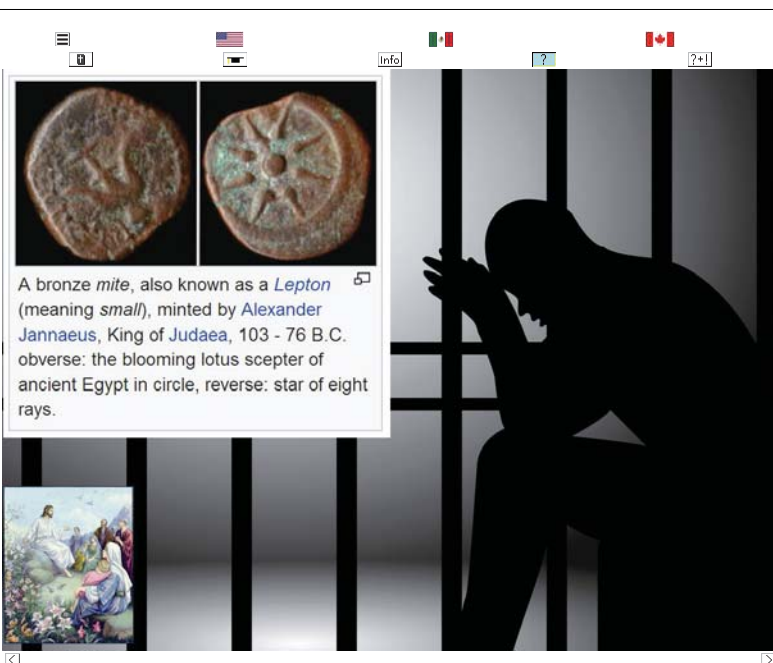 Info ? ?+!
A bronze mite, also known as a Lepton
(meaning small), minted by Alexander
Jannaeus, King of Judaea, 103 - 76 B.C.
obverse: the blooming lotus scepter of
ancient Egypt in circle, reverse: star of eight
rays.